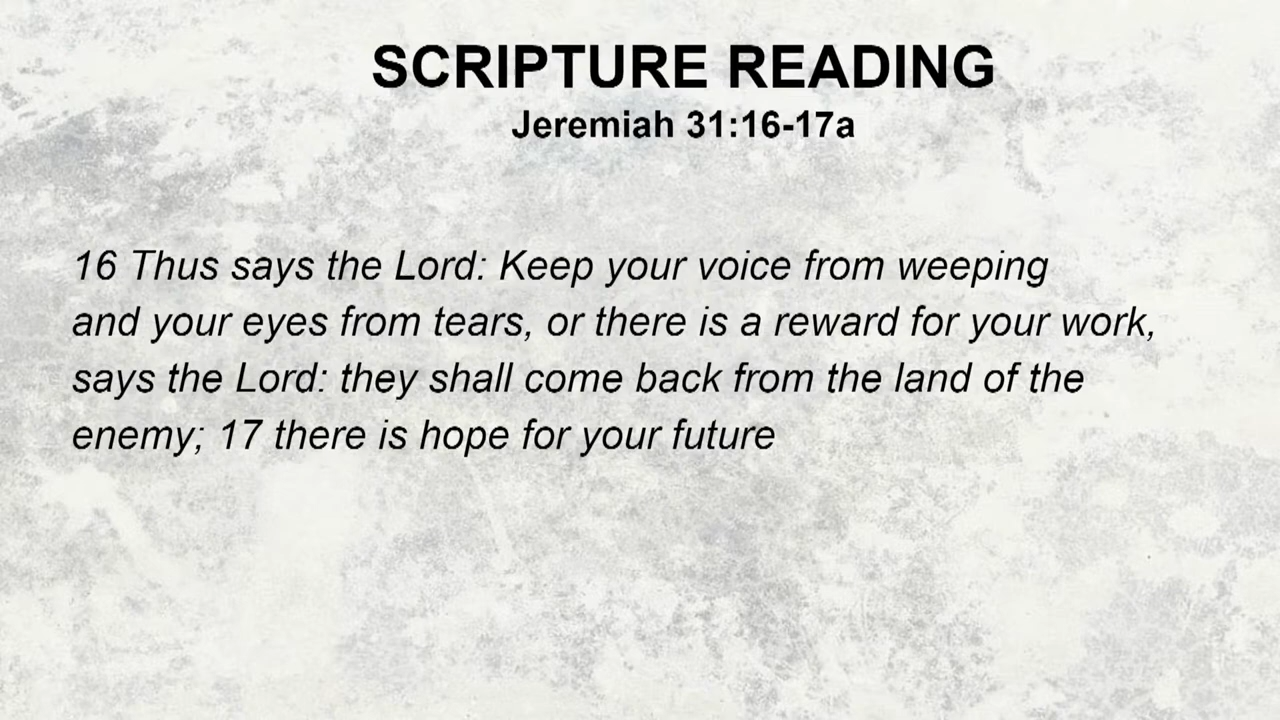 SCRIPTURE READING
Jeremiah 31:16-17a
16 Thus says the Lord: Keep your voice from weeping
and your eyes from tears, or there is a reward for your work,
says the Lord: they shall come back from the land of the
enemy; 17 there is hope for your future